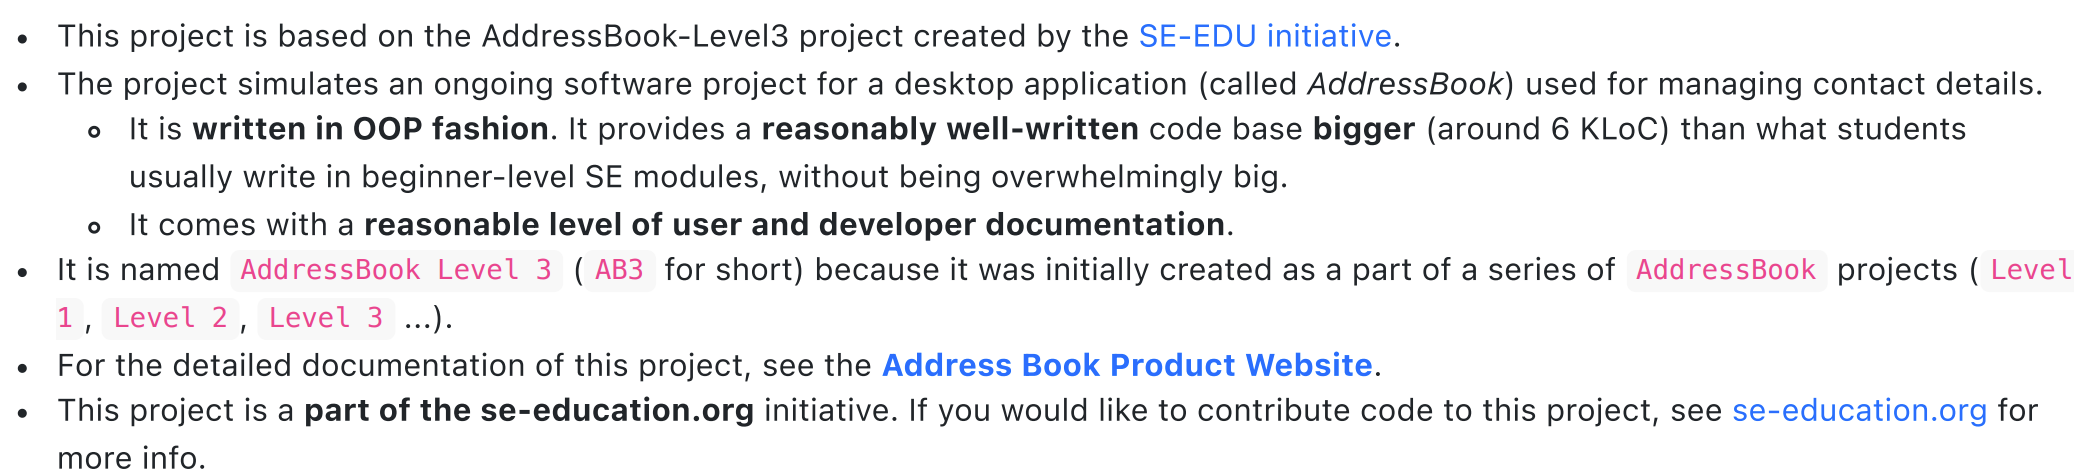 • This project is based on the AddressBook-Level3 project created by the SE-EDU initiative.
• The project simulates an ongoing software project for a desktop application (called AddressBook) used for managing contact details.
◦ It is written in OOP fashion. It provides a reasonably well-written code base bigger (around 6 KLoC) than what students
usually write in beginner-level SE modules, without being overwhelmingly big.
◦ It comes with a reasonable level of user and developer documentation.
• It is named AddressBook Level 3 (AB3 for short) because it was initially created as a part of a series of AddressBook projects (Level
1, Level 2, Level 3 ...).
• For the detailed documentation of this project, see the Address Book Product Website.
• This project is a part of the se-education.org initiative. If you would like to contribute code to this project, see se-education.org for
more info.